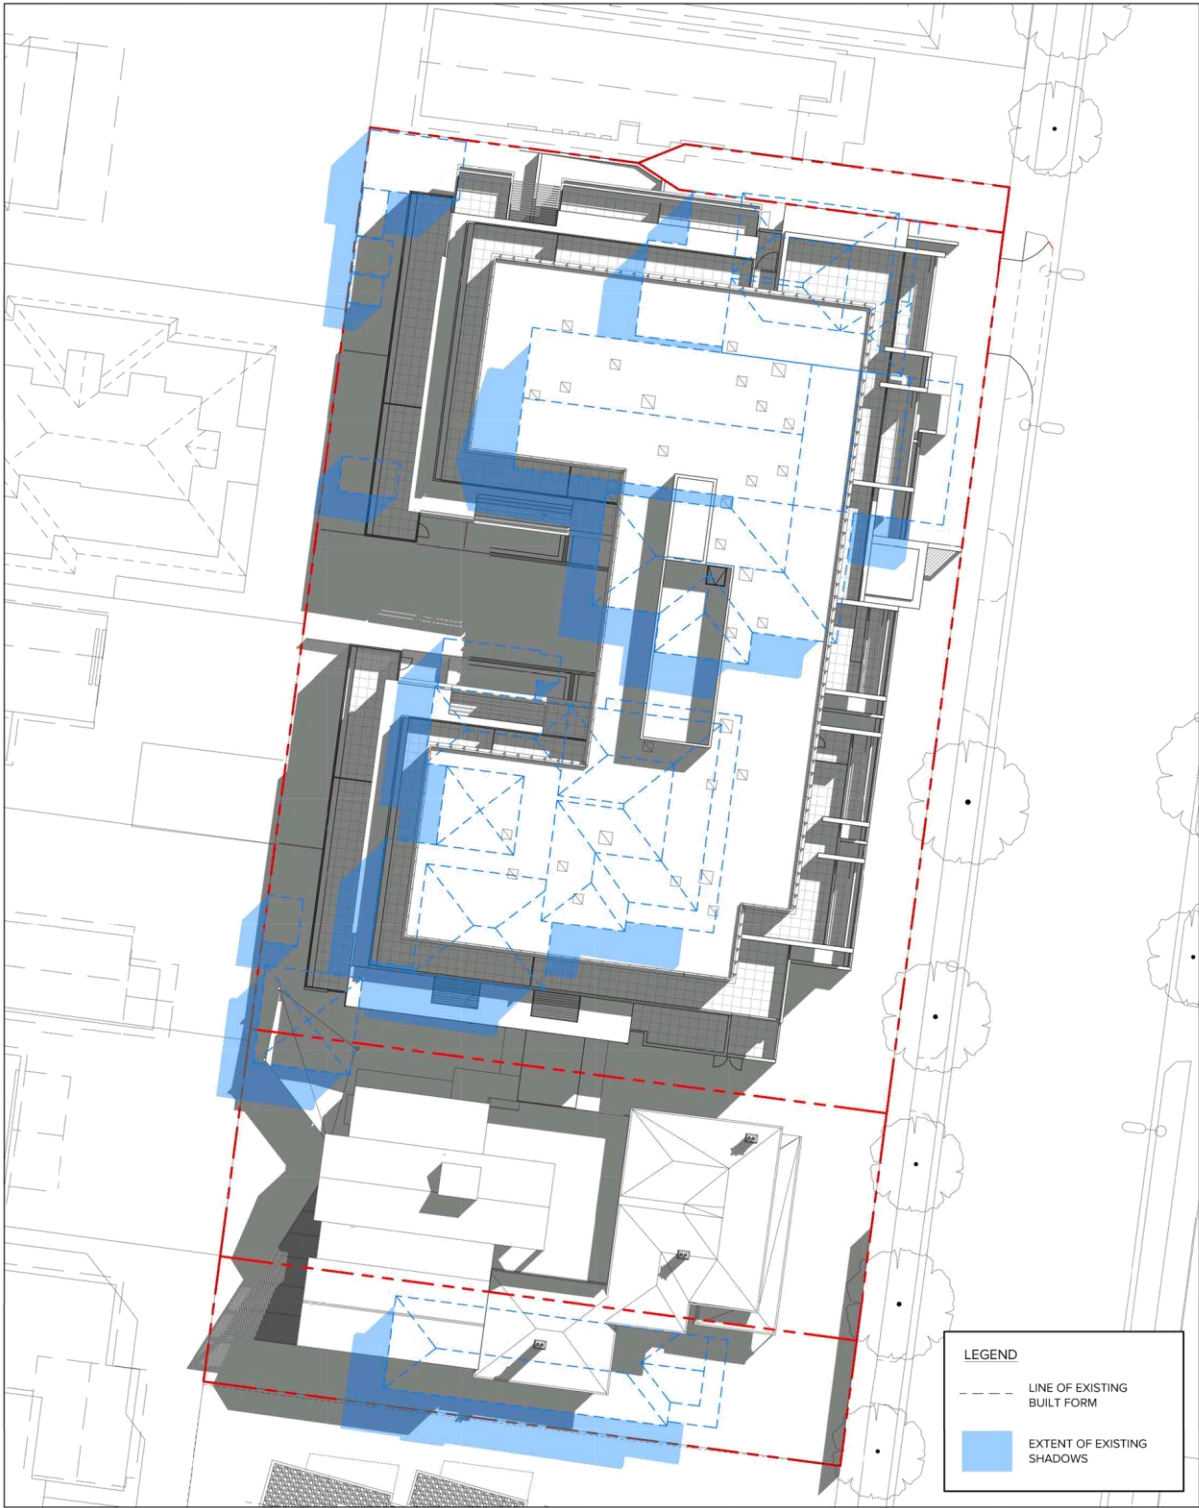 LEGEND
LINE OF EXISTING
BUILT FORM
EXTENT OF EXISTING
SHADOWS